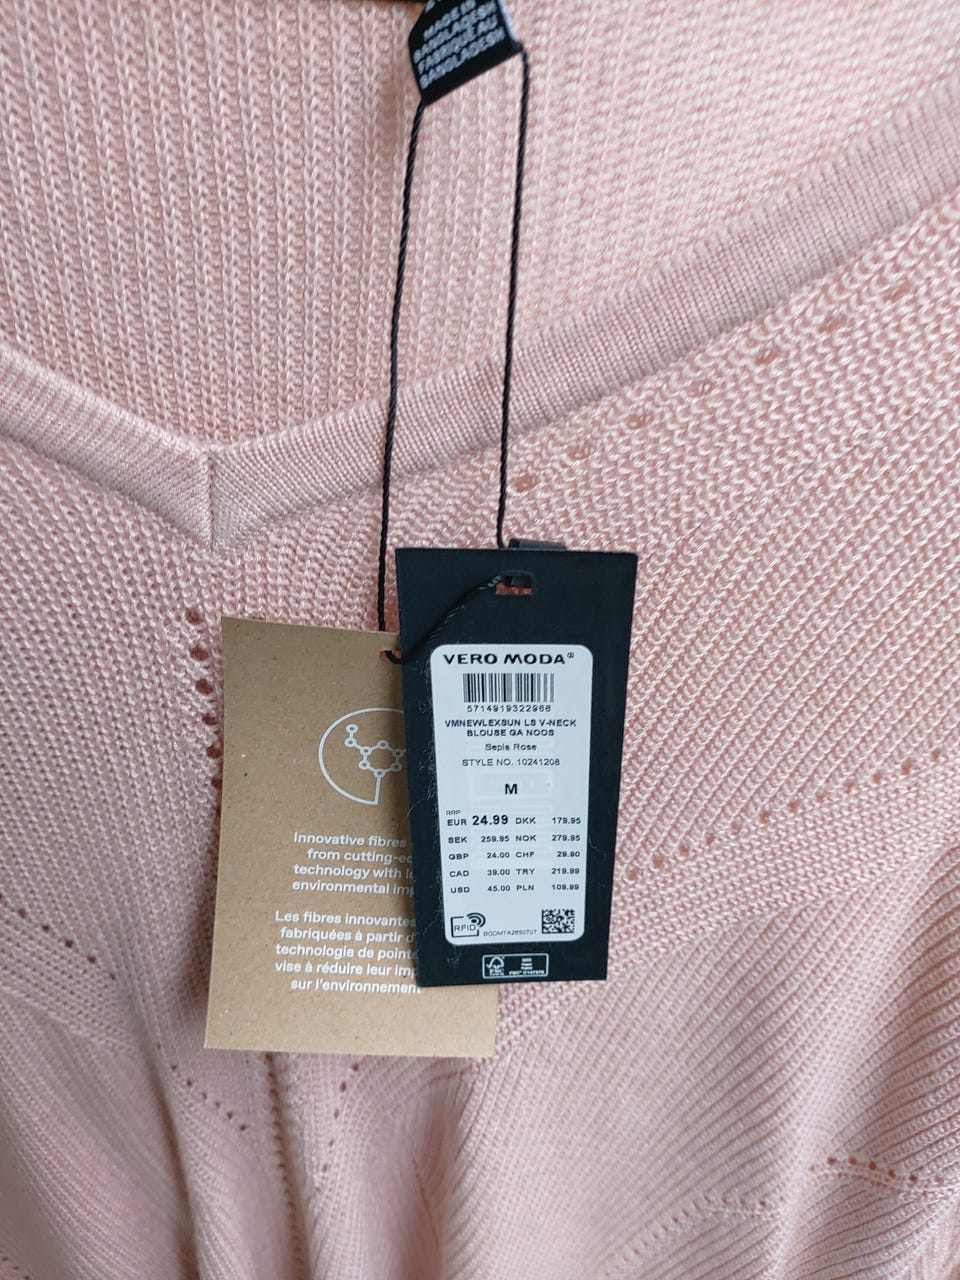 MADE IN
BANGLADESH
FABRIQUÉ AU
BANGLADESH
VERO MODA®
5714919322988
VMNEWLEXSUN LS V-NECK
BLOUSE GA NOOS
Sepia Rose
STYLE NO. 10241208
M
RRP
EUR 24.99 DKK 179.95
SEK 259.95 NOK 279.95
GBP 24.00 CHF 29.90
CAD 39.00 TRY 219.99
USD 45.00 PLN 109.99
RFID
FSC
Innovative fibres
from cutting-ed
technology with lo
environmental imp
Les fibres innovantes
fabriquées à partir d'
technologie de pointe
vise à réduire leur imp
sur l'environnement